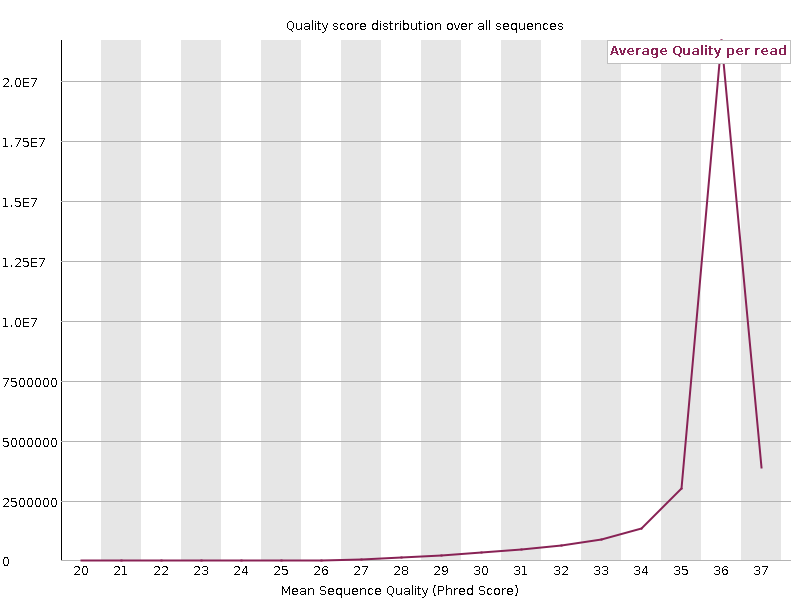 Quality score distribution over all sequences
Average Quality per read
2.0E7
1.75E7
1.5E7
1.25E7
1.0E7
7500000
5000000
2500000
0
20 21 22 23 24 25 26 27 28 29 30 31 32 33 34 35 36 37
Mean Sequence Quality (Phred Score)